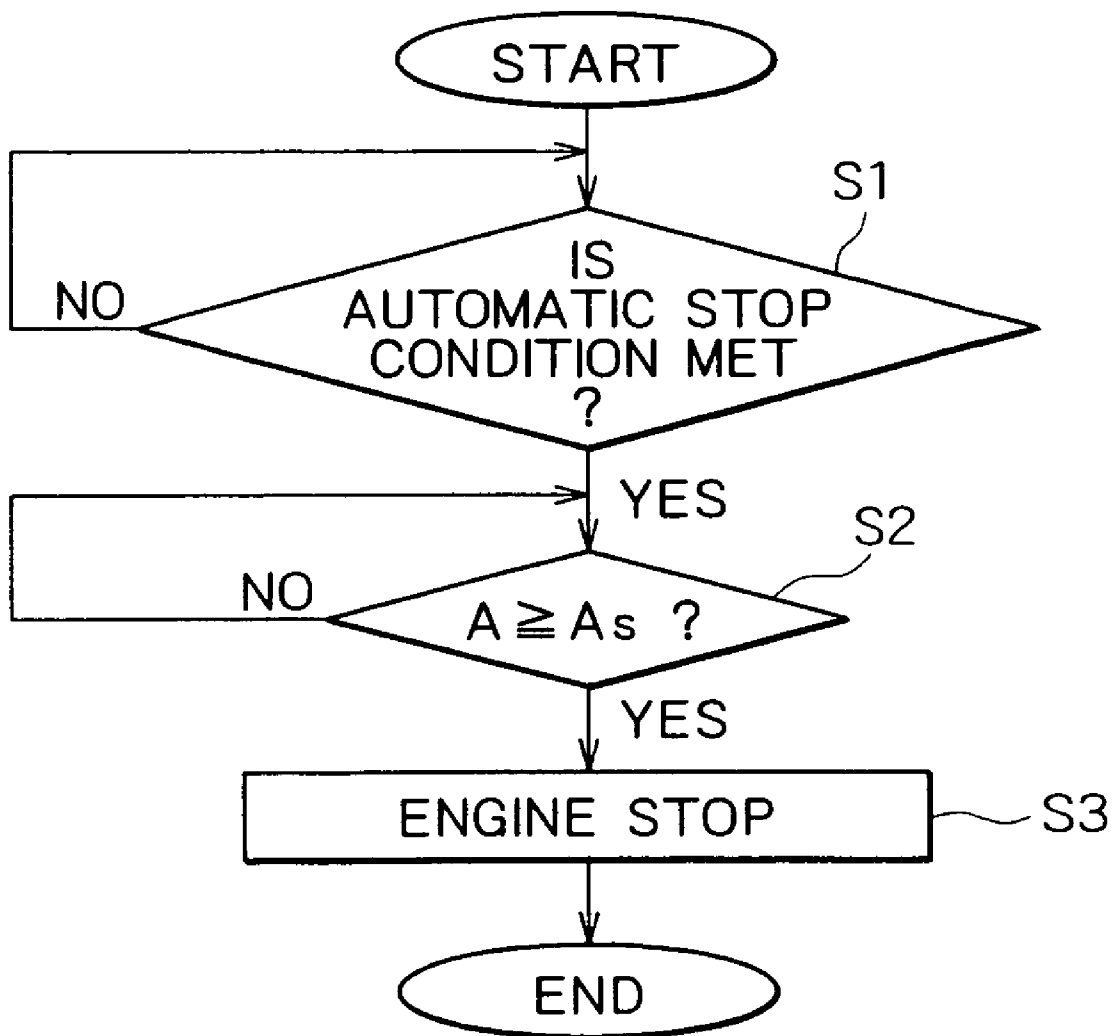 START
S1
IS
AUTOMATIC STOP
CONDITION MET
?
NO
YES
S2
NO
A ≧ As ?
YES
ENGINE STOP
S3
END